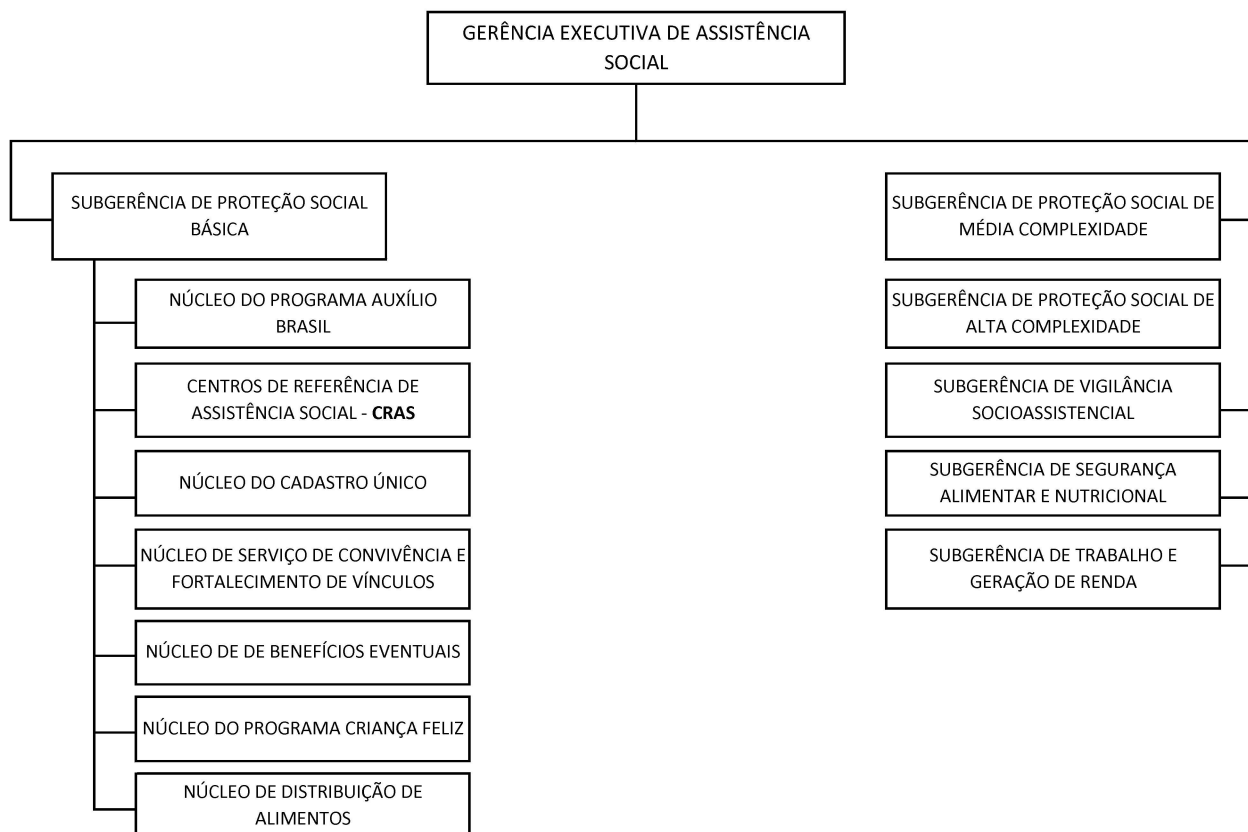 GERÊNCIA EXECUTIVA DE ASSISTÊNCIA
SOCIAL
SUBGERÊNCIA DE PROTEÇÃO SOCIAL
BÁSICA
NÚCLEO DO PROGRAMA AUXÍLIO
BRASIL
CENTROS DE REFERÊNCIA DE
ASSISTÊNCIA SOCIAL - CRAS
NÚCLEO DO CADASTRO ÚNICO
NÚCLEO DE SERVIÇO DE CONVIVÊNCIA E
FORTALECIMENTO DE VÍNCULOS
NÚCLEO DE DE BENEFÍCIOS EVENTUAIS
NÚCLEO DO PROGRAMA CRIANÇA FELIZ
NÚCLEO DE DISTRIBUIÇÃO DE
ALIMENTOS
SUBGERÊNCIA DE PROTEÇÃO SOCIAL DE
MÉDIA COMPLEXIDADE
SUBGERÊNCIA DE PROTEÇÃO SOCIAL DE
ALTA COMPLEXIDADE
SUBGERÊNCIA DE VIGILÂNCIA
SOCIOASSISTENCIAL
SUBGERÊNCIA DE SEGURANÇA
ALIMENTAR E NUTRICIONAL
SUBGERÊNCIA DE TRABALHO E
GERAÇÃO DE RENDA